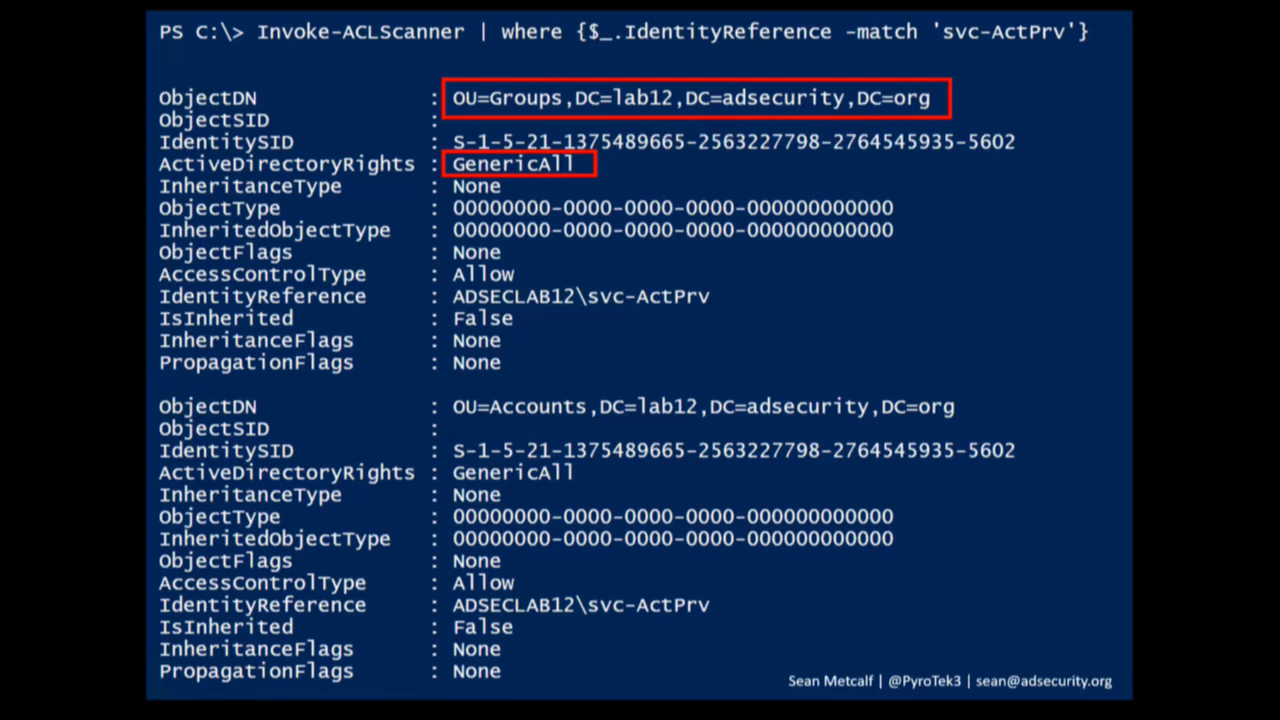 PS C:\> Invoke-ACLScanner | where {$_.IdentityReference -match 'svc-ActPrv'}
ObjectDN : OU=Groups,DC=lab12,DC=adsecurity,DC=org
ObjectSID :
IdentitySID : S-1-5-21-1375489665-2563227798-2764545935-5602
ActiveDirectoryRights : GenericAll
InheritanceType : None
ObjectType : 00000000-0000-0000-0000-000000000000
InheritedObjectType : 00000000-0000-0000-0000-000000000000
ObjectFlags : None
AccessControlType : Allow
IdentityReference : ADSECLAB12\svc-ActPrv
IsInherited : False
InheritanceFlags : None
PropagationFlags : None
ObjectDN : OU=Accounts,DC=lab12,DC=adsecurity,DC=org
ObjectSID :
IdentitySID : S-1-5-21-1375489665-2563227798-2764545935-5602
ActiveDirectoryRights : GenericAll
InheritanceType : None
ObjectType : 00000000-0000-0000-0000-000000000000
InheritedObjectType : 00000000-0000-0000-0000-000000000000
ObjectFlags : None
AccessControlType : Allow
IdentityReference : ADSECLAB12\svc-ActPrv
IsInherited : False
InheritanceFlags : None
PropagationFlags : None
Sean Metcalf | @PyroTek3 | sean@adsecurity.org